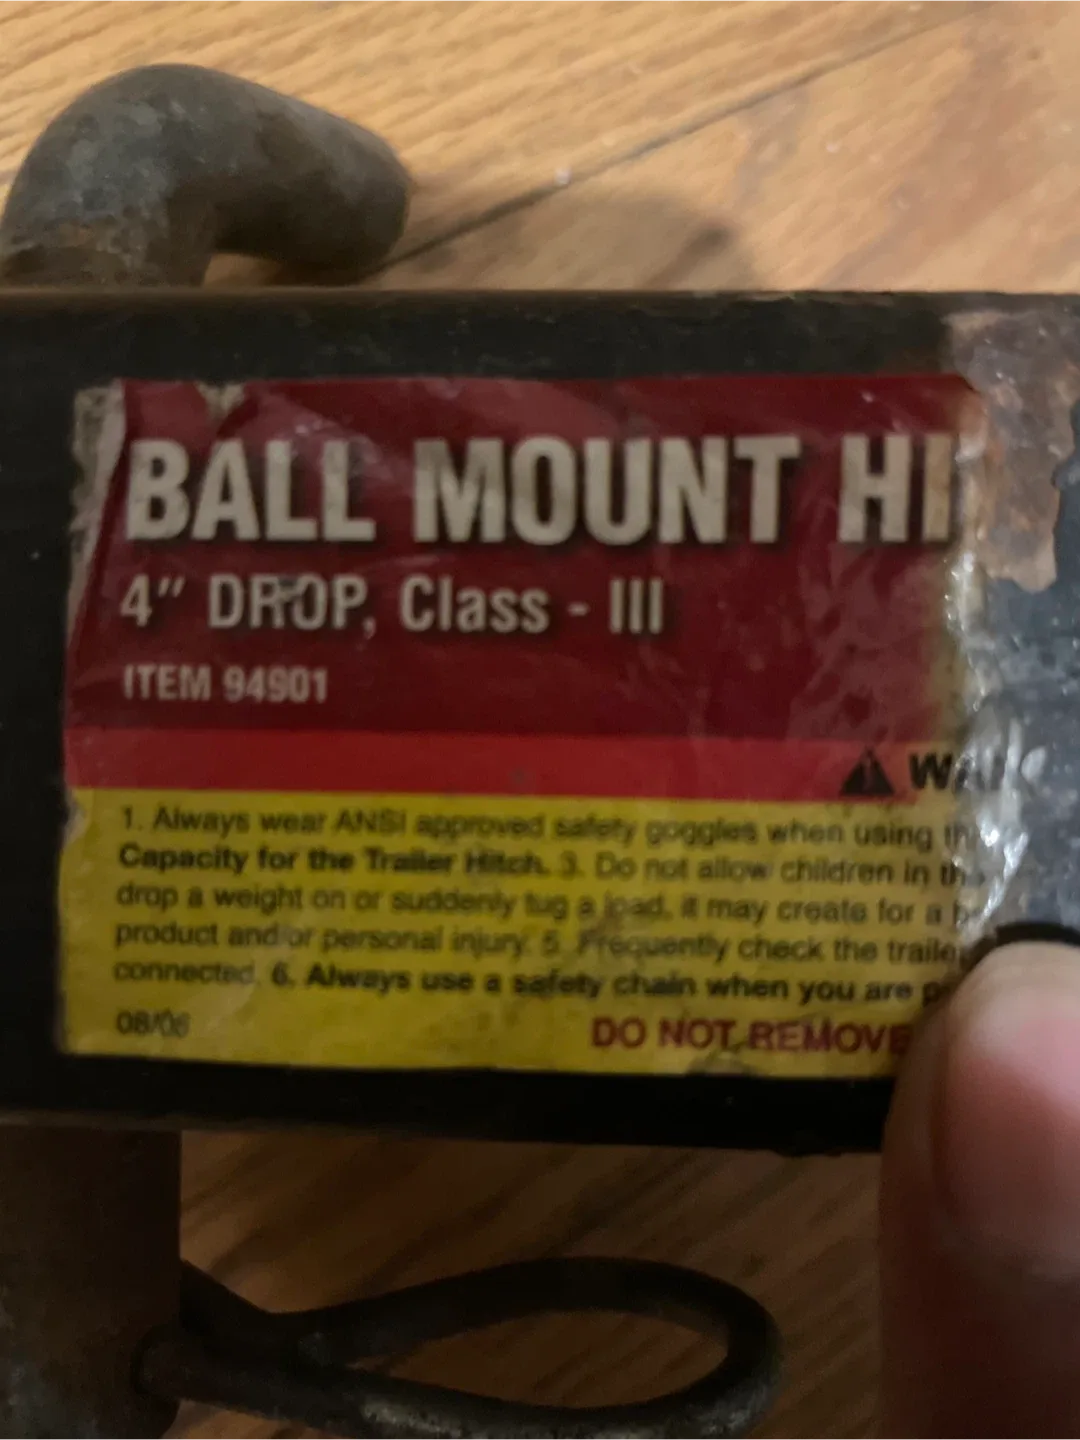 BALL MOUNT HI
4" DROP, Class - III
ITEM 94901
1. Always wear ANSI approved safety goggles when using
Capacity for the Trailer Hitch. 3. Do not allow children in
drop a weight on or suddenly tug a load, it may create for a
product and/or personal injury. 5. Frequently check the
connected. 6. Always use a safety chain when you are
08/06
DO NOT REMOVE